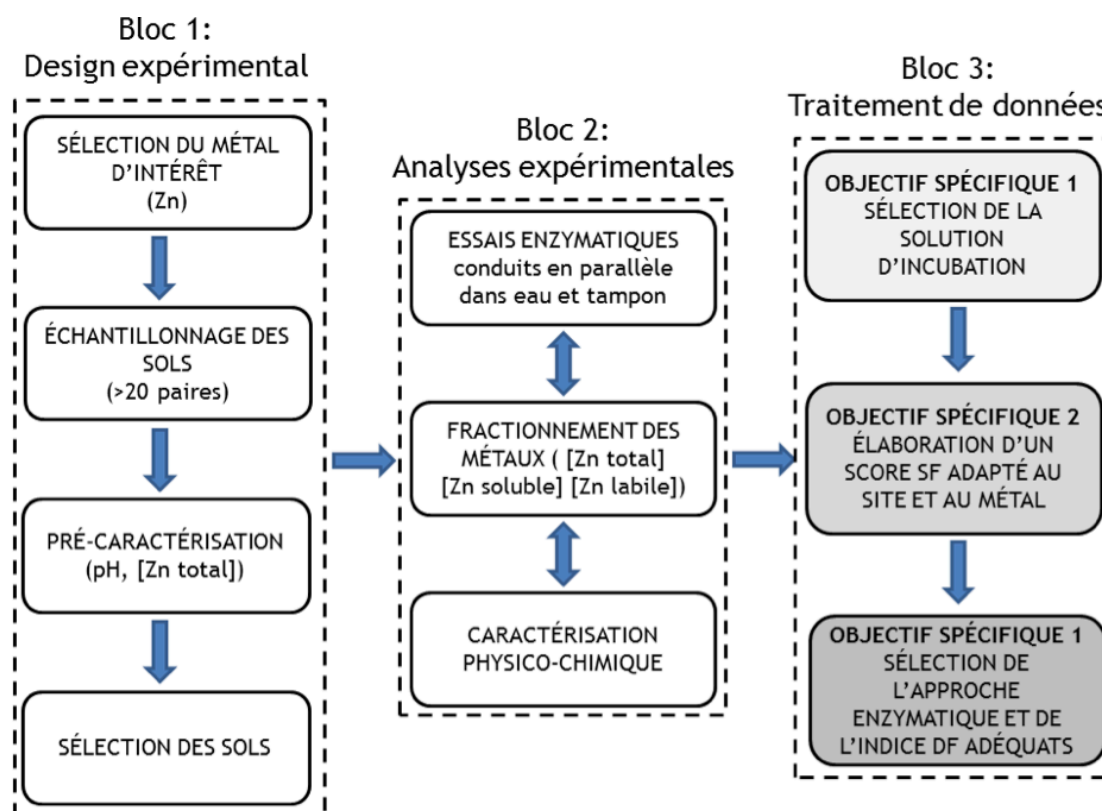 Bloc 1:
Design expérimental
SÉLECTION DU MÉTAL
D'INTÉRÊT
(Zn)
ÉCHANTILLONNAGE DES
SOLS
(>20 paires)
PRÉ-CARACTÉRISATION
(pH, [Zn total])
SÉLECTION DES SOLS
Bloc 2:
Analyses expérimentales
ESSAIS ENZYMATIQUES
conduits en parallèle
dans eau et tampon
FRACTIONNEMENT DES
MÉTAUX ( [Zn total]
[Zn soluble] [Zn labile])
CARACTÉRISATION
PHYSICO-CHIMIQUE
Bloc 3:
Traitement de données
OBJECTIF SPÉCIFIQUE 1
SÉLECTION DE LA
SOLUTION
D'INCUBATION
OBJECTIF SPÉCIFIQUE 2
ÉLABORATION D'UN
SCORE SF ADAPTÉ AU
SITE ET AU MÉTAL
OBJECTIF SPÉCIFIQUE 1
SÉLECTION DE
L'APPROCHE
ENZYMATIQUE ET DE
L'INDICE DF ADÉQUATS